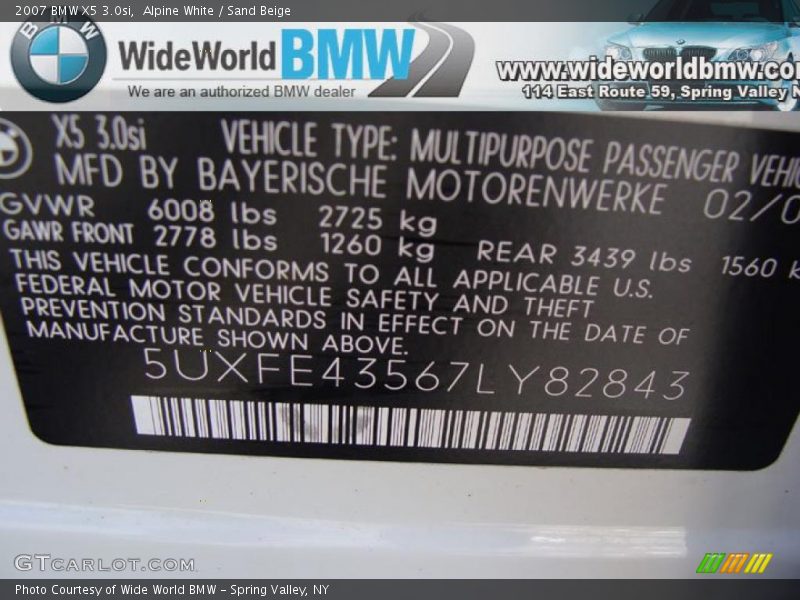 2007 BMW X5 3.0si, Alpine White / Sand Beige
BMW
WideWorld BMW
We are an authorized BMW dealer
www.wideworldbmw.com
114 East Route 59, Spring Valley
X5 3.0si VEHICLE TYPE: MULTIPURPOSE PASSENGER
MFD BY BAYERISCHE MOTORENWERKE
GVWR 6008 lbs 2725 kg
GAWR FRONT 2778 lbs 1260 kg REAR 3439 lbs 1560
THIS VEHICLE CONFORMS TO ALL APPLICABLE U.S.
FEDERAL MOTOR VEHICLE SAFETY AND THEFT
PREVENTION STANDARDS IN EFFECT ON THE DATE OF
MANUFACTURE SHOWN ABOVE.
5UXFE43567LY82843
GTCARLOT.COM
Photo Courtesy of Wide World BMW - Spring Valley, NY